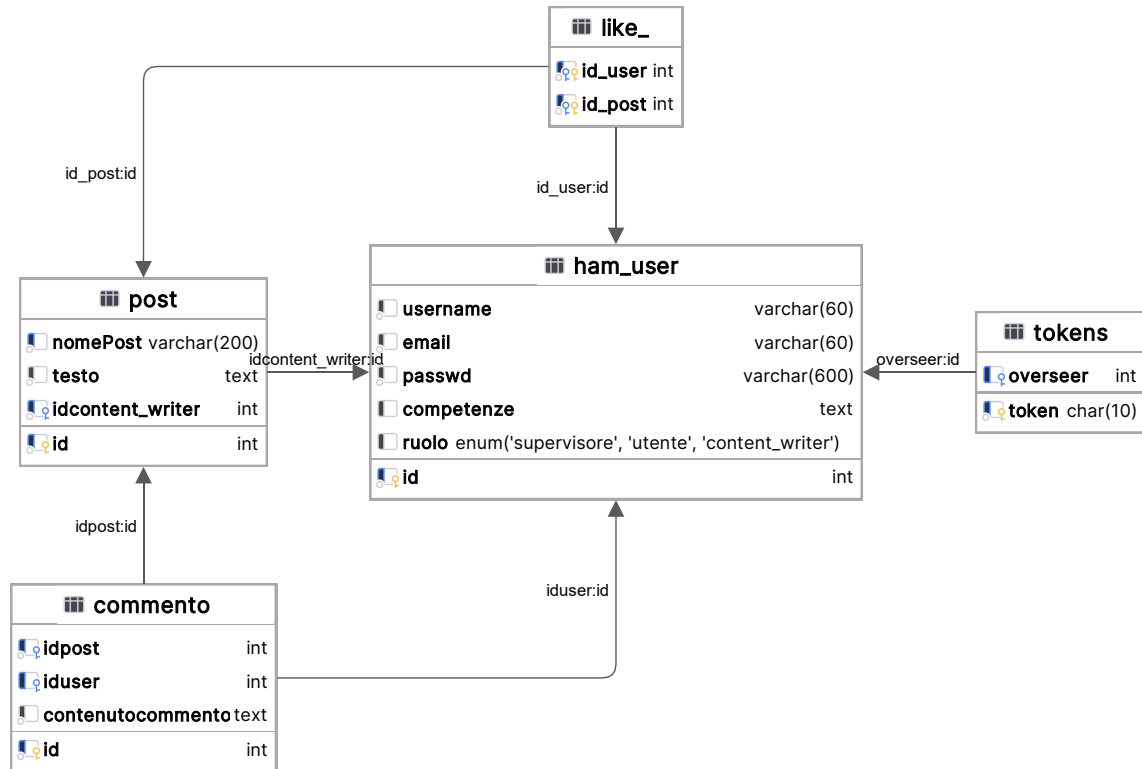 like_
id_user int
id_post int
id_post:id
id_user:id
ham_user
username varchar(60)
email varchar(60)
passwd varchar(600)
competenze text
ruolo enum('supervisore', 'utente', 'content_writer')
id int
post
nomePost varchar(200)
testo text
idcontent_writer int
id int
idcontent_writer:id
overseer:id
tokens
overseer int
token char(10)
idpost:id
iduser:id
commento
idpost int
iduser int
contenutocommento text
id int